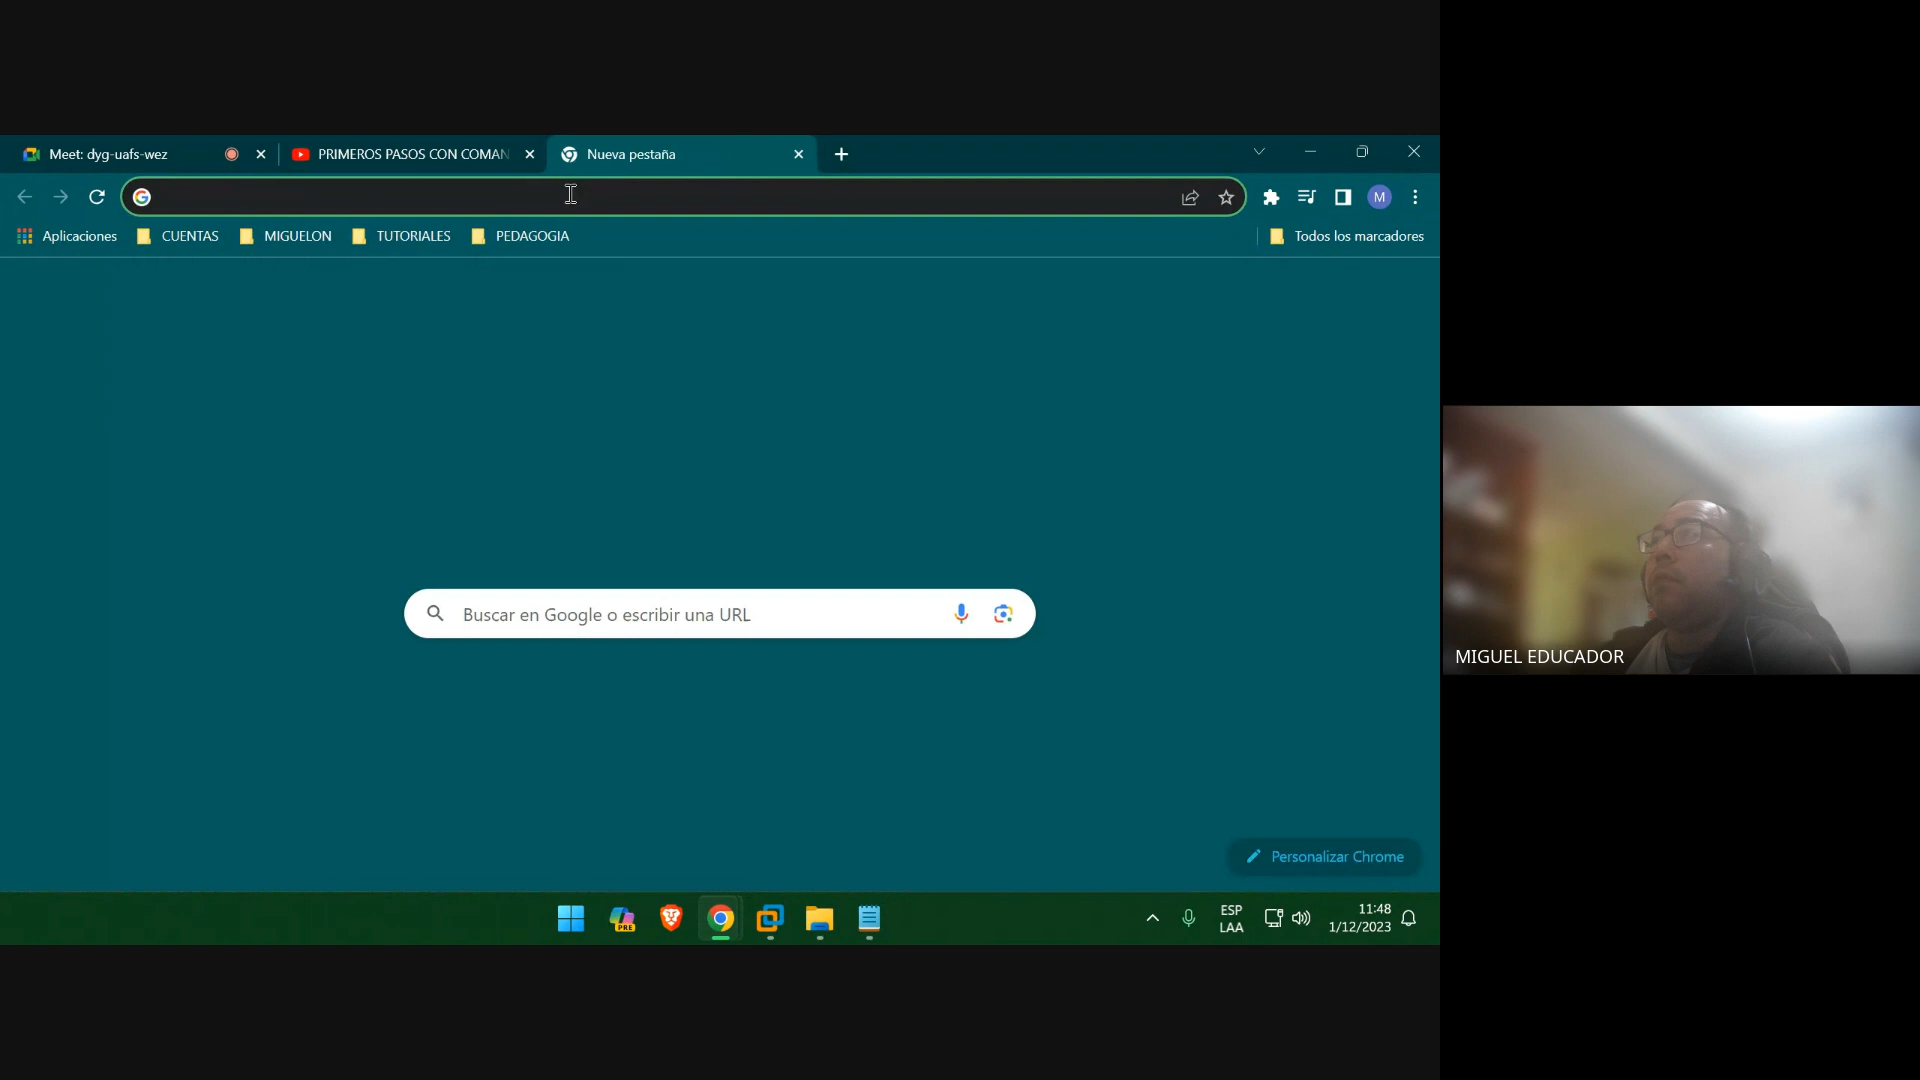 Meet: dyg-uafs-wez
PRIMEROS PASOS CON COMAN
Nueva pestaña
M
Aplicaciones
CUENTAS
MIGUELON
TUTORIALES
PEDAGOGIA
Todos los marcadores
Buscar en Google o escribir una URL
MIGUEL EDUCADOR
Personalizar Chrome
PRE
ESP
LAA
11:48
1/12/2023